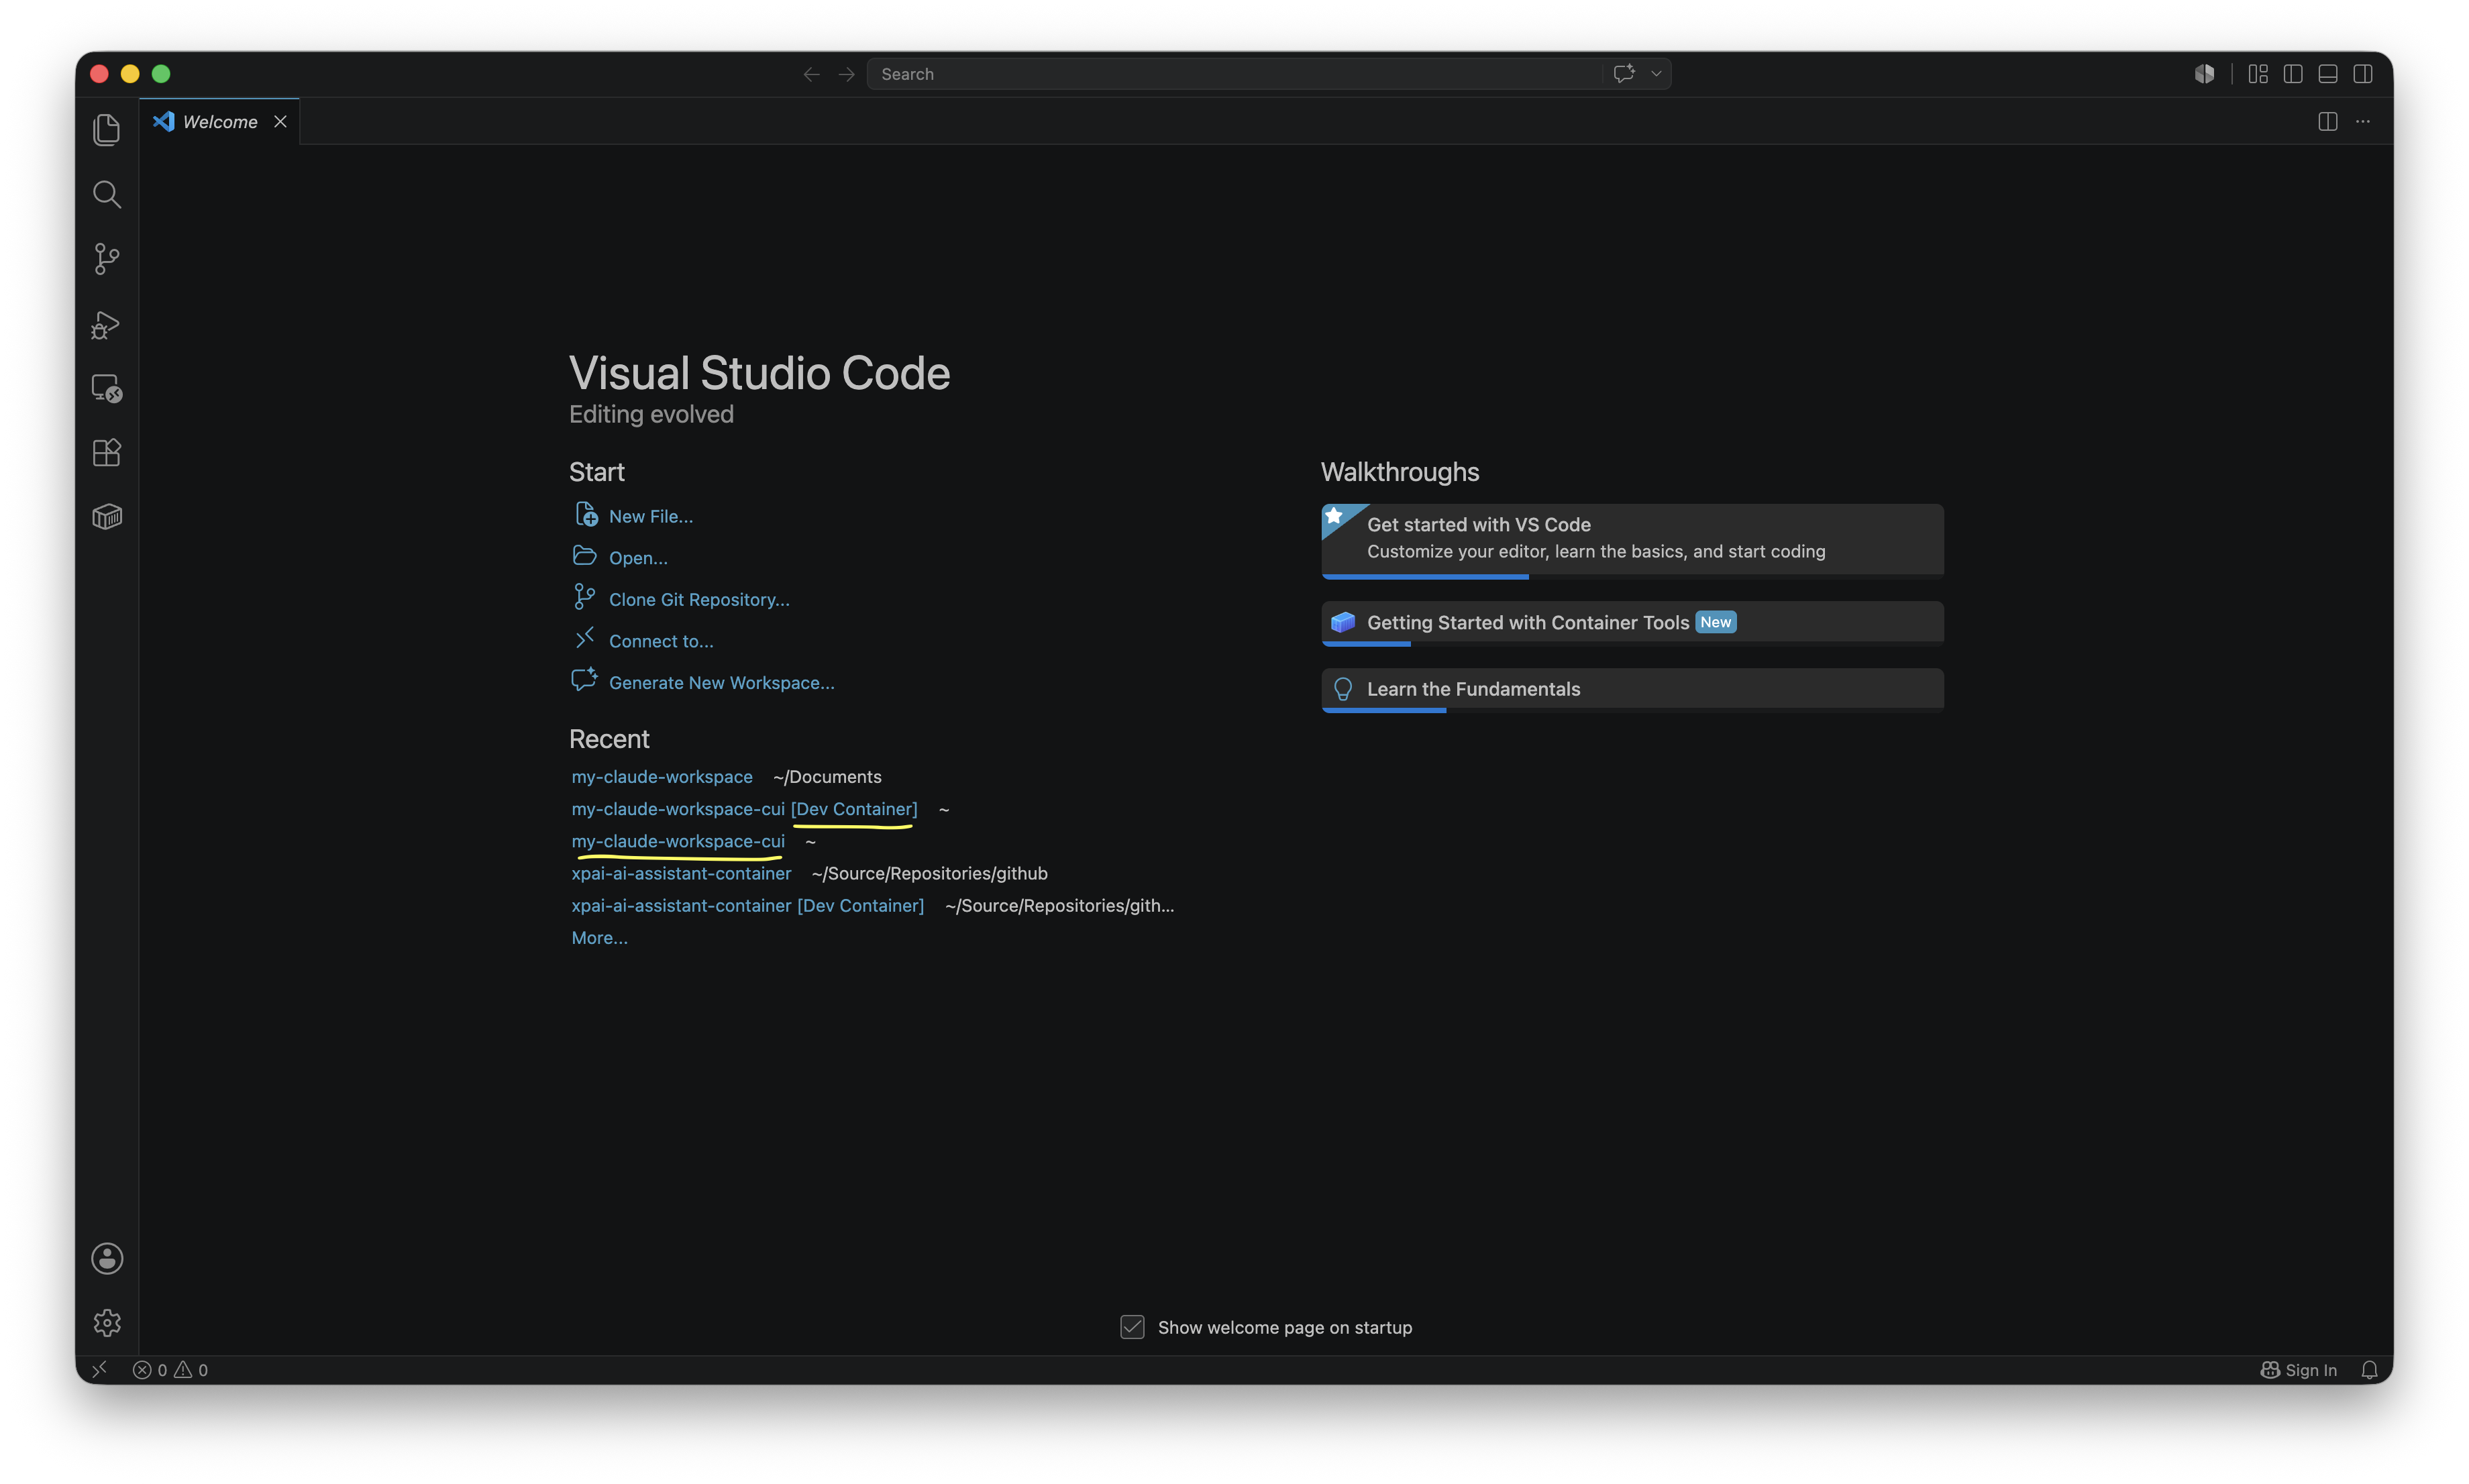 Search
Welcome
Visual Studio Code
Editing evolved
Start
New File...
Open...
Clone Git Repository...
Connect to...
Generate New Workspace...
Recent
my-claude-workspace ~/Documents
my-claude-workspace-cui [Dev Container] ~
my-claude-workspace-cui ~
xpai-ai-assistant-container ~/Source/Repositories/github
xpai-ai-assistant-container [Dev Container] ~/Source/Repositories/gith...
More...
Walkthroughs
Get started with VS Code
Customize your editor, learn the basics, and start coding
Getting Started with Container Tools New
Learn the Fundamentals
Show welcome page on startup
0 0
Sign In